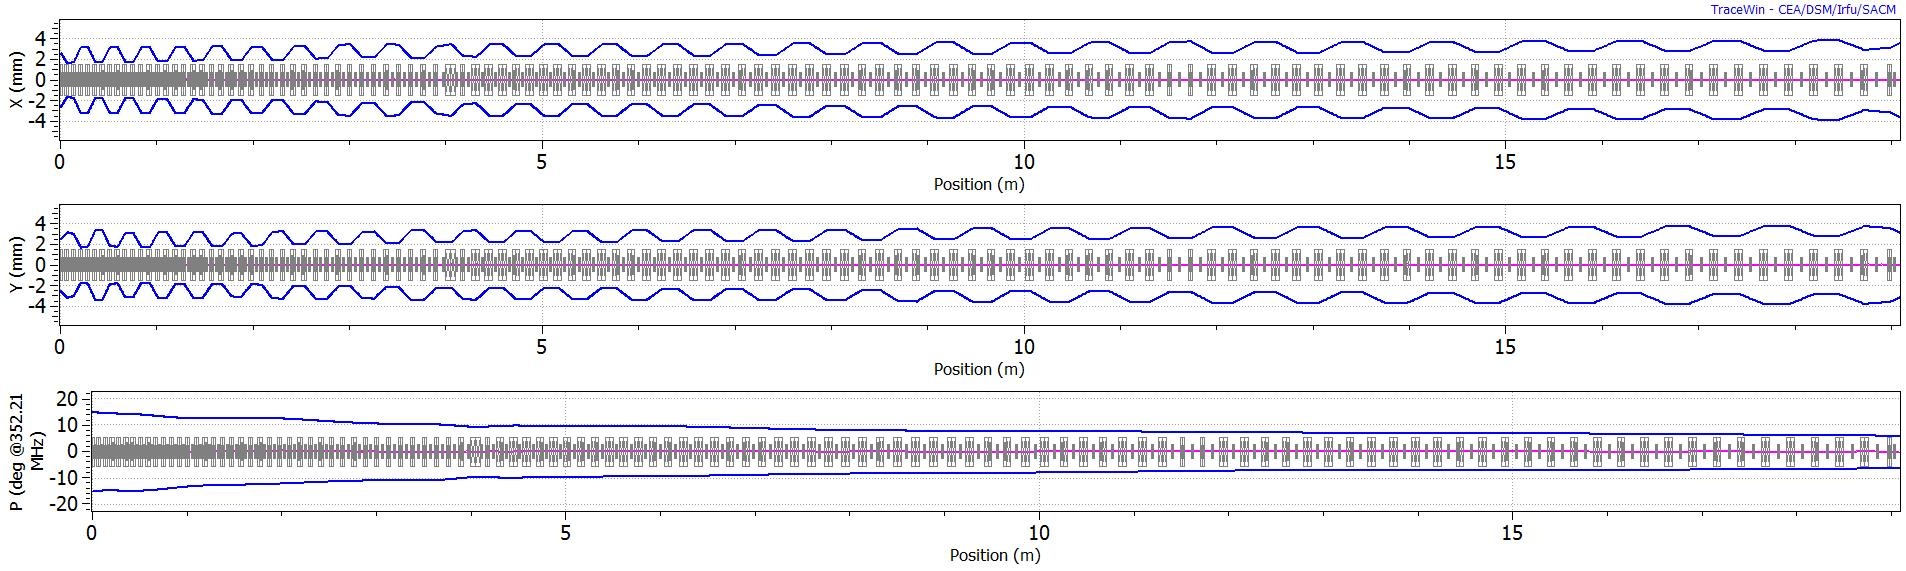 TraceWin - CEA/DSM/Irfu/SACM
X (mm)
4
2
0
-2
-4
0 5 10 15
Position (m)
Y (mm)
4
2
0
-2
-4
0 5 10 15
Position (m)
P (deg @352.21
MHz)
20
10
0
-10
-20
0 5 10 15
Position (m)